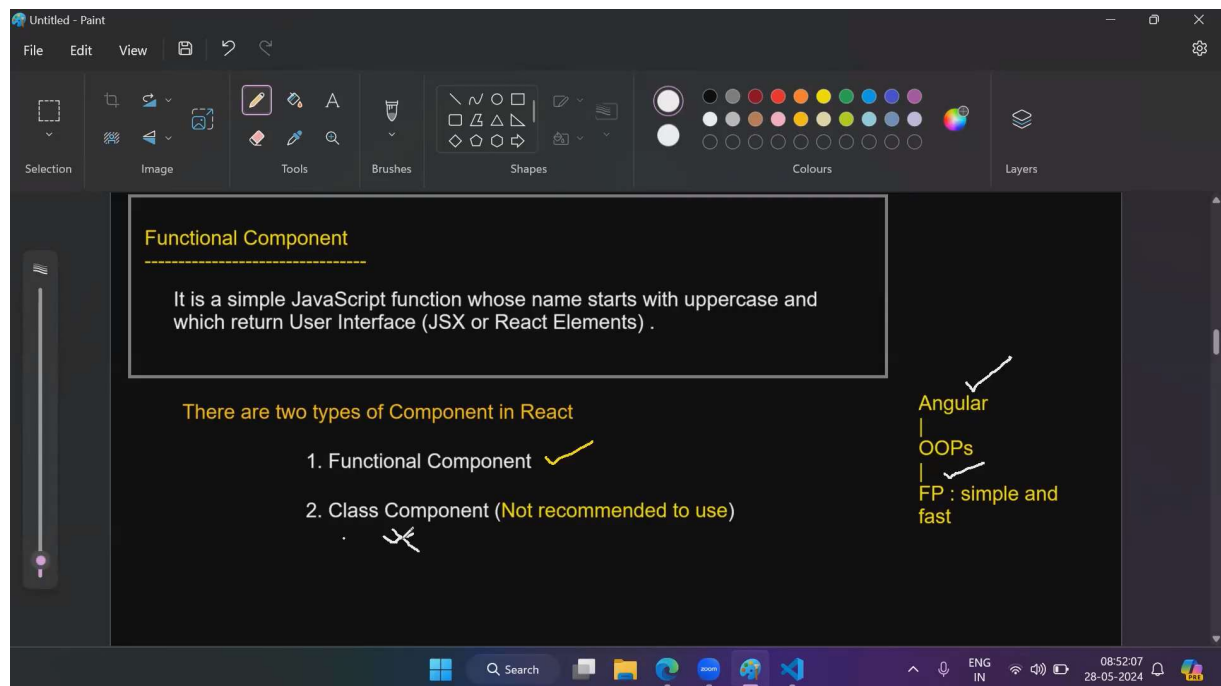 Untitled - Paint
File Edit View
Selection Image Tools Brushes Shapes Colours Layers
Functional Component
---------------------------------
It is a simple JavaScript function whose name starts with uppercase and
which return User Interface (JSX or React Elements) .
There are two types of Component in React
1. Functional Component
2. Class Component (Not recommended to use)
Angular
|
OOPs
|
FP : simple and
fast
Search
zoom
ENG
IN
08:52:07
28-05-2024
PRE